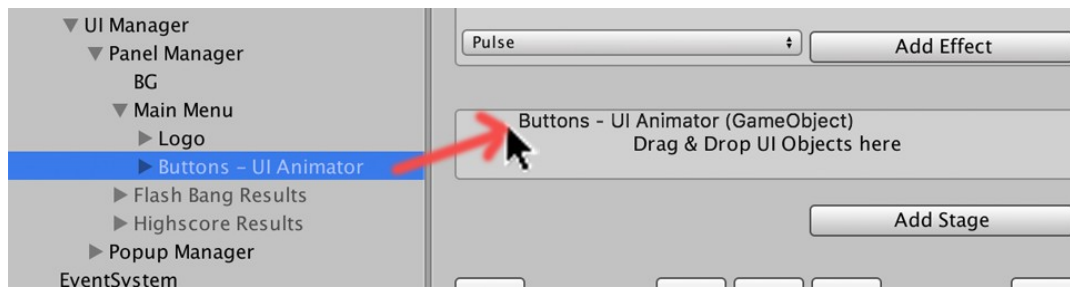 UI Manager
Panel Manager
BG
Main Menu
Logo
Buttons – UI Animator
Flash Bang Results
Highscore Results
Popup Manager
EventSystem
Pulse
Add Effect
Buttons - UI Animator (GameObject)
Drag & Drop UI Objects here
Add Stage